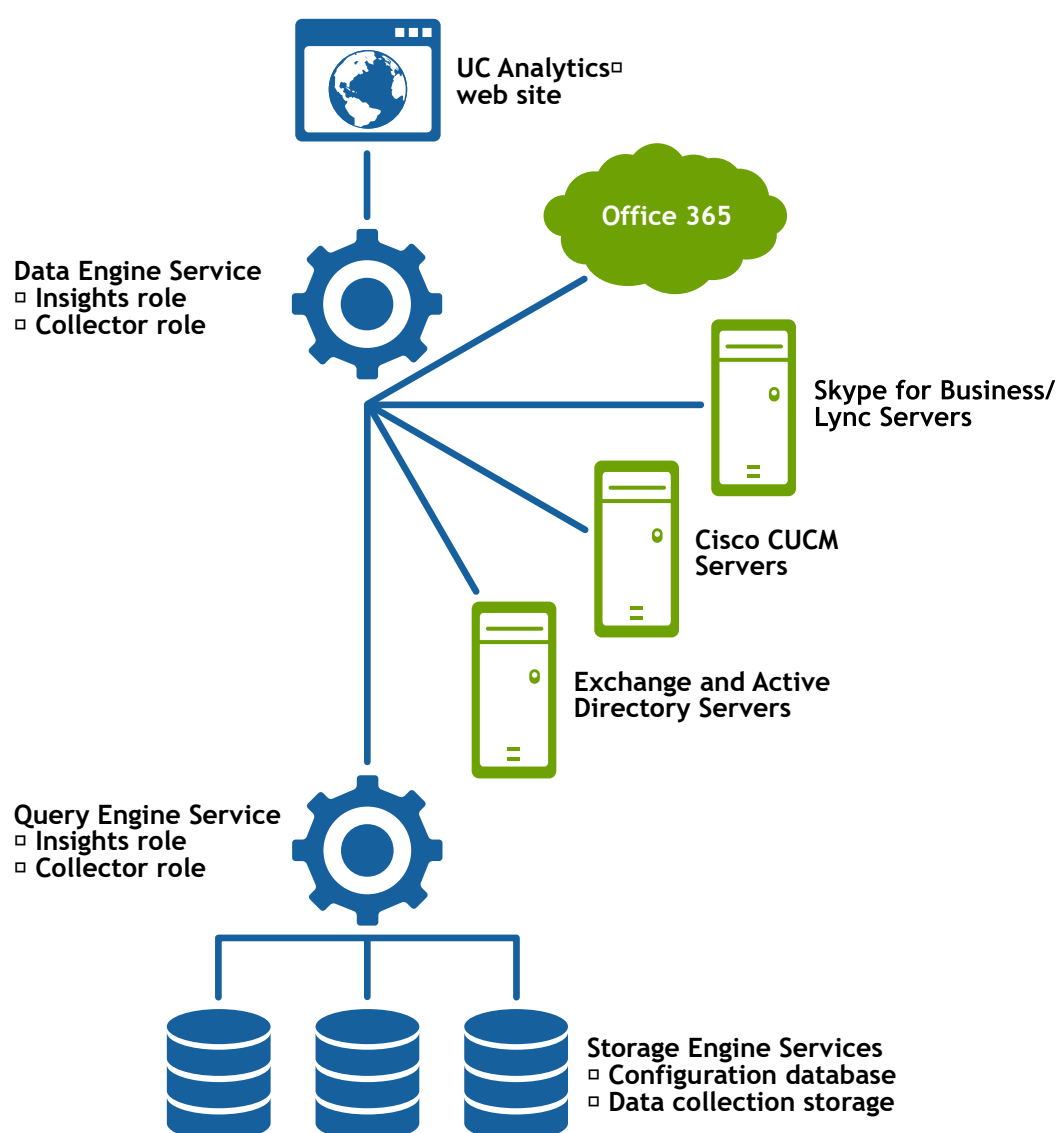 UC Analytics▯
web site
Office 365
Data Engine Service
▯ Insights role
▯ Collector role
Skype for Business/
Lync Servers
Cisco CUCM
Servers
Exchange and Active
Directory Servers
Query Engine Service
▯ Insights role
▯ Collector role
Storage Engine Services
▯ Configuration database
▯ Data collection storage